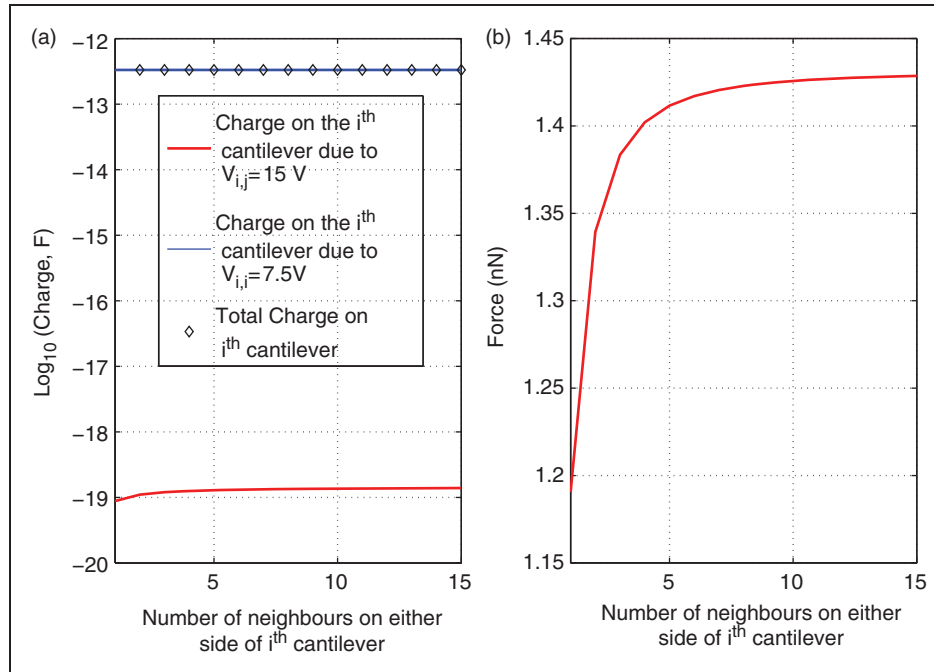 (a)
−12
−13
−14
−15
−16
−17
−18
−19
−20
Log10 (Charge, F)
Charge on the ith
cantilever due to
Vi,j=15 V
Charge on the ith
cantilever due to
Vi,i=7.5V
Total Charge on
ith cantilever
5
10
15
Number of neighbours on either
side of ith cantilever
(b)
1.45
1.4
1.35
1.3
1.25
1.2
1.15
Force (nN)
5
10
15
Number of neighbours on either
side of ith cantilever